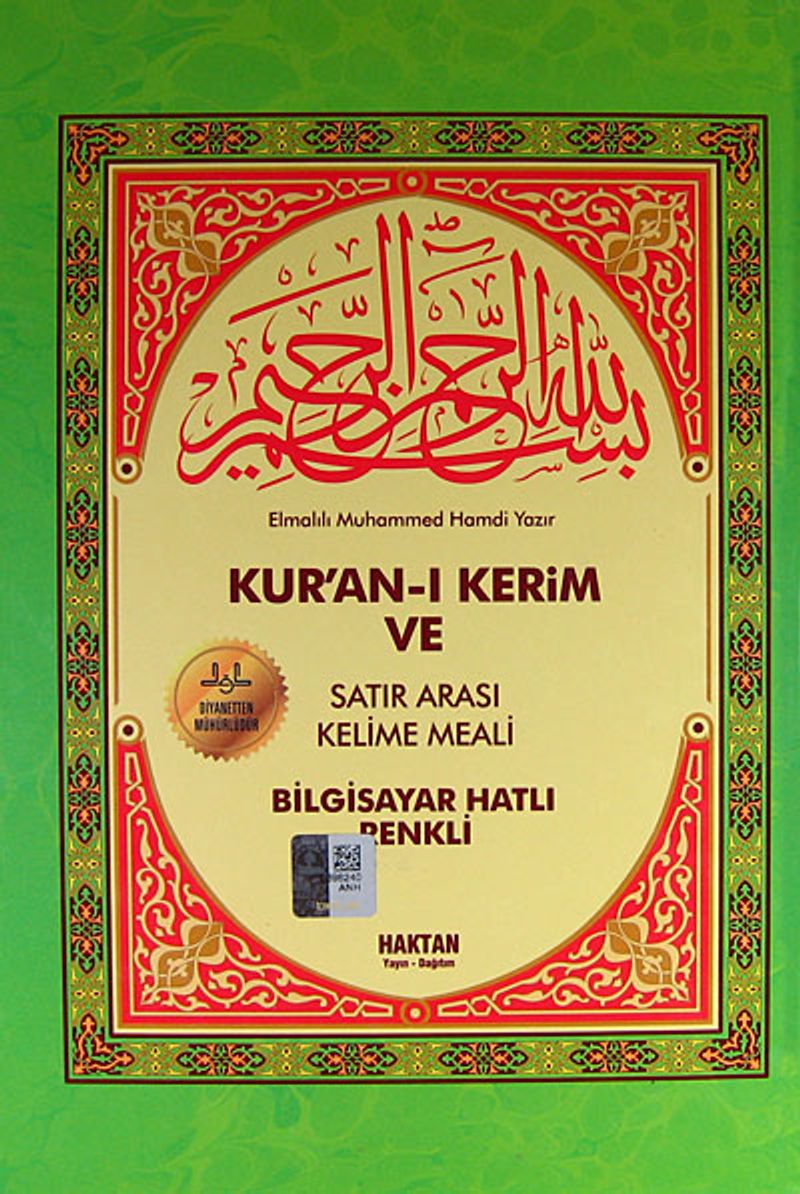 بسم الله الرحمن الرحيم
Elmalılı Muhammed Hamdi Yazır
KUR'AN-I KERiM
VE
SATIR ARASI
KELİME MEALİ
DİYANETTEN
MÜHÜRLÜDÜR
BİLGİSAYAR HATLI
RENKLİ
ANH
HAKTAN
Yayın - Dağıtım